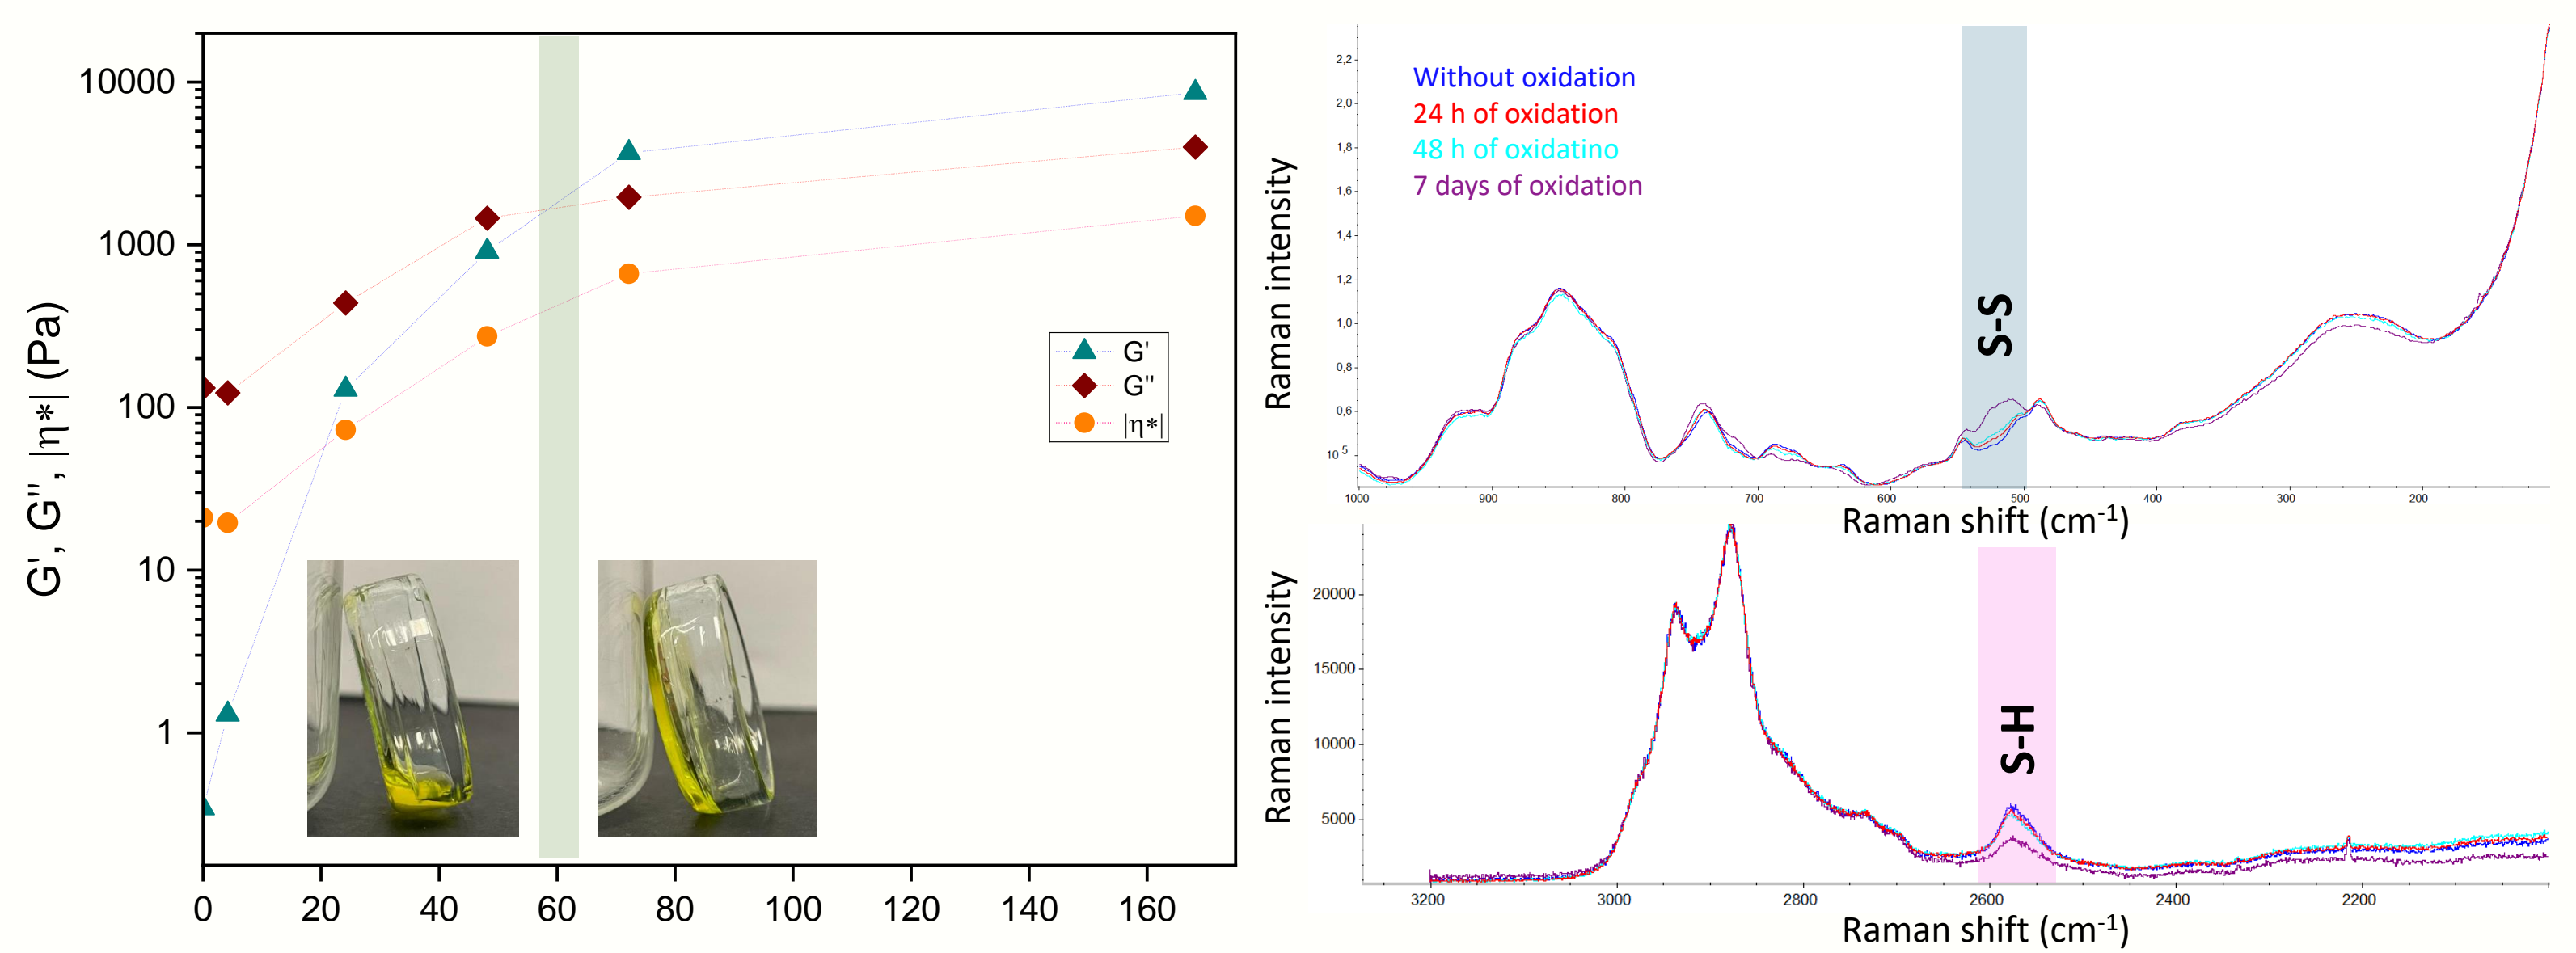 G', G'', |η*| (Pa)
10000
1000
100
10
1
G'
G''
|η*|
0 20 40 60 80 100 120 140 160
Raman intensity
2,2
2,0
1,8
1,6
1,4
1,2
1,0
0,8
0,6
10 5
Without oxidation
24 h of oxidation
48 h of oxidatino
7 days of oxidation
S-S
1000 900 800 700 600 500 400 300 200
Raman shift (cm-1)
Raman intensity
20000
15000
10000
5000
S-H
3200 3000 2800 2600 2400 2200
Raman shift (cm-1)